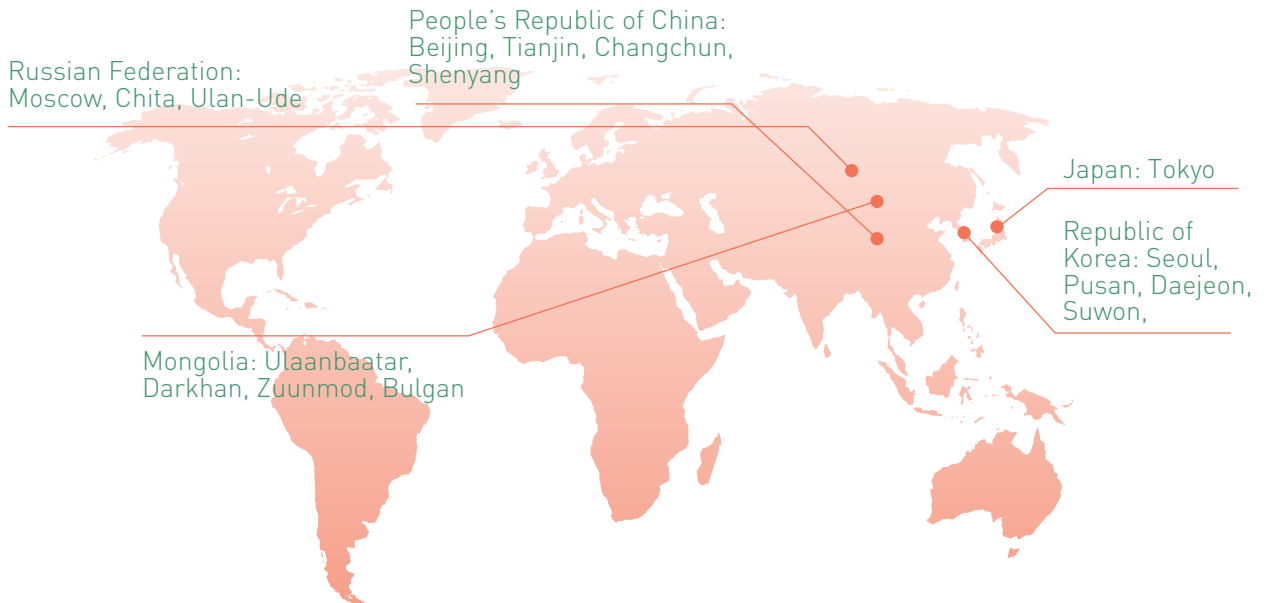 People's Republic of China:
Beijing, Tianjin, Changchun,
Shenyang
Russian Federation:
Moscow, Chita, Ulan-Ude
Japan: Tokyo
Republic of
Korea: Seoul,
Pusan, Daejeon,
Suwon,
Mongolia: Ulaanbaatar,
Darkhan, Zuunmod, Bulgan